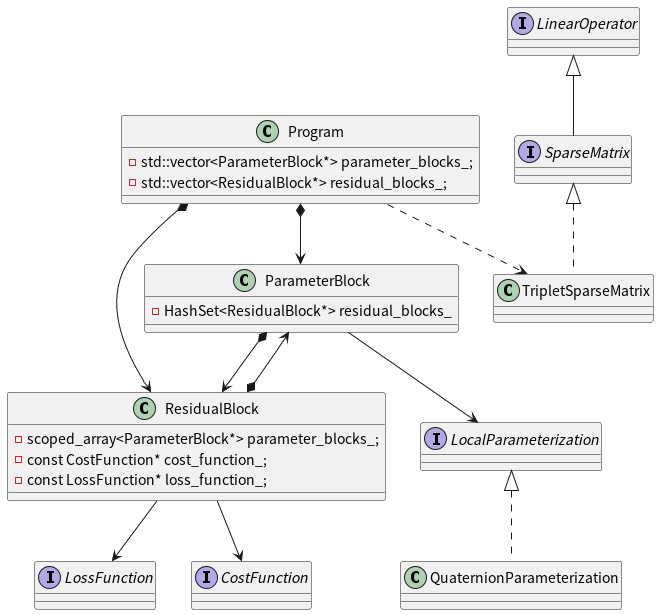 I LinearOperator
C Program
std::vector<ParameterBlock*> parameter_blocks_;
std::vector<ResidualBlock*> residual_blocks_;
I SparseMatrix
C ParameterBlock
HashSet<ResidualBlock*> residual_blocks_
C TripletSparseMatrix
C ResidualBlock
scoped_array<ParameterBlock*> parameter_blocks_;
const CostFunction* cost_function_;
const LossFunction* loss_function_;
I LocalParameterization
I LossFunction
I CostFunction
C QuaternionParameterization